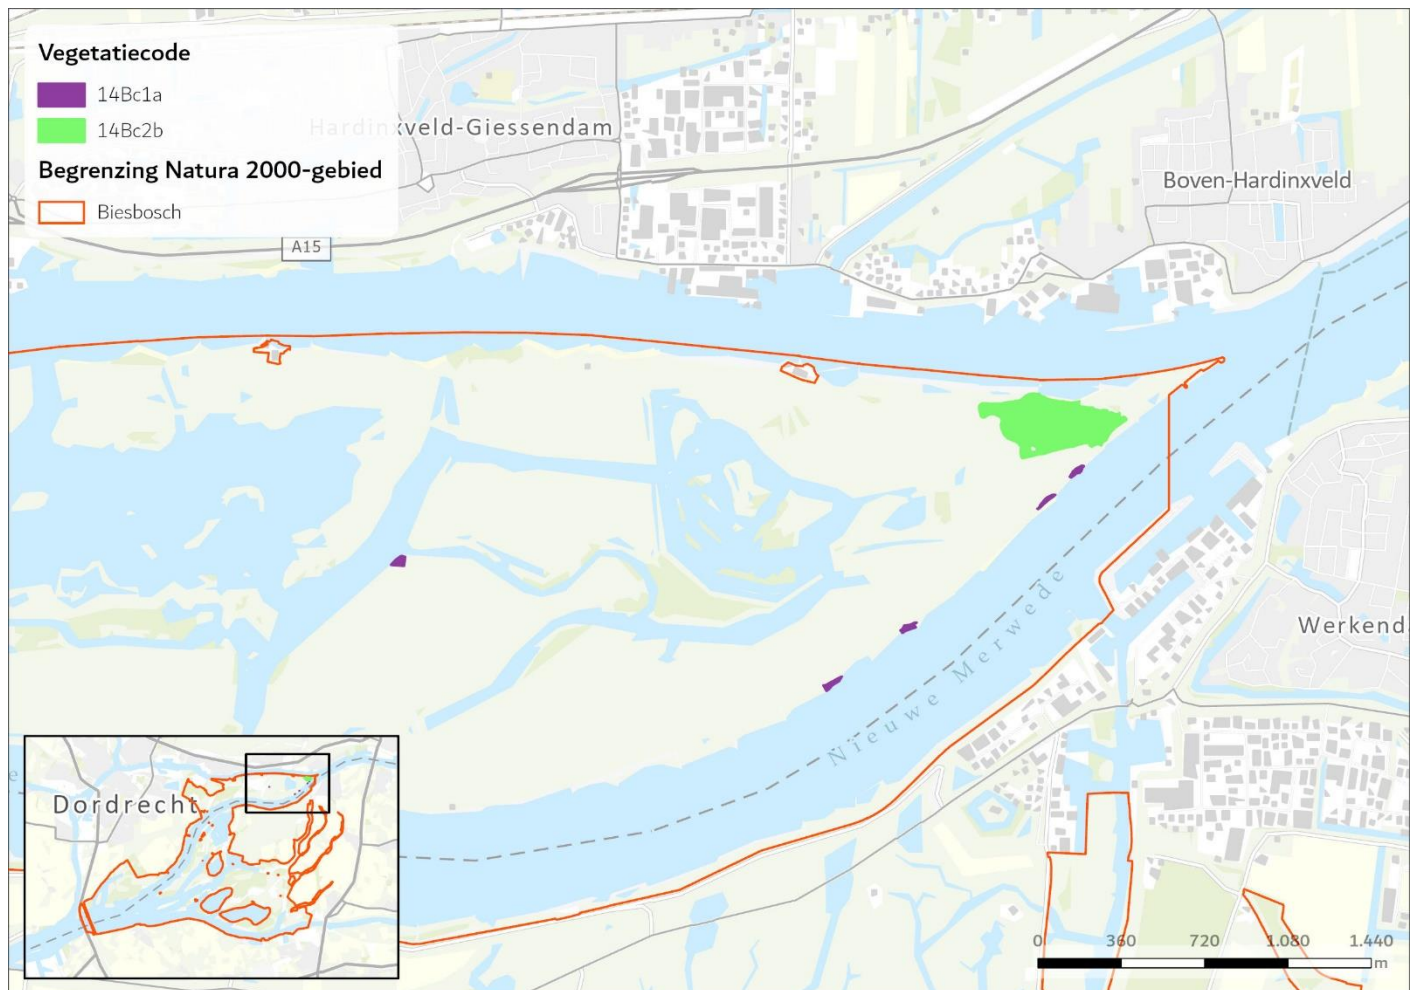 Vegetatiecode
14Bc1a
14Bc2b
Begrenzing Natura 2000-gebied
Biesbosch
Hardinxveld-Giessendam
Boven-Hardinxveld
A15
Werkenda
Nieuwe Merwede
e
Dordrecht
0 360 720 1.080 1.440
m